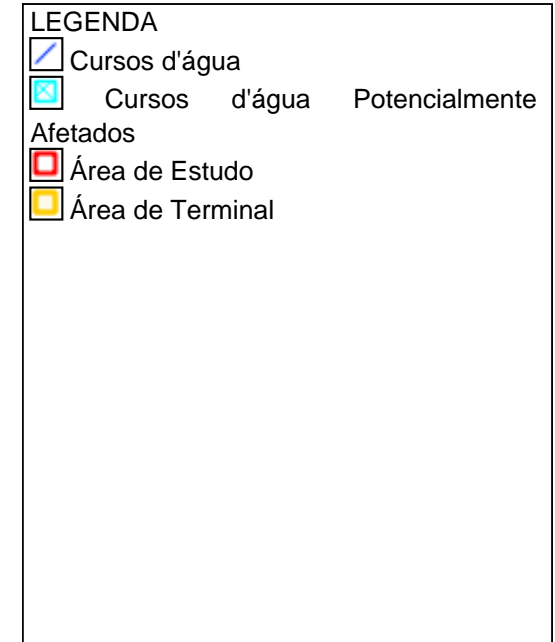 LEGENDA
Cursos d'água
Cursos d'água Potencialmente
Afetados
Área de Estudo
Área de Terminal